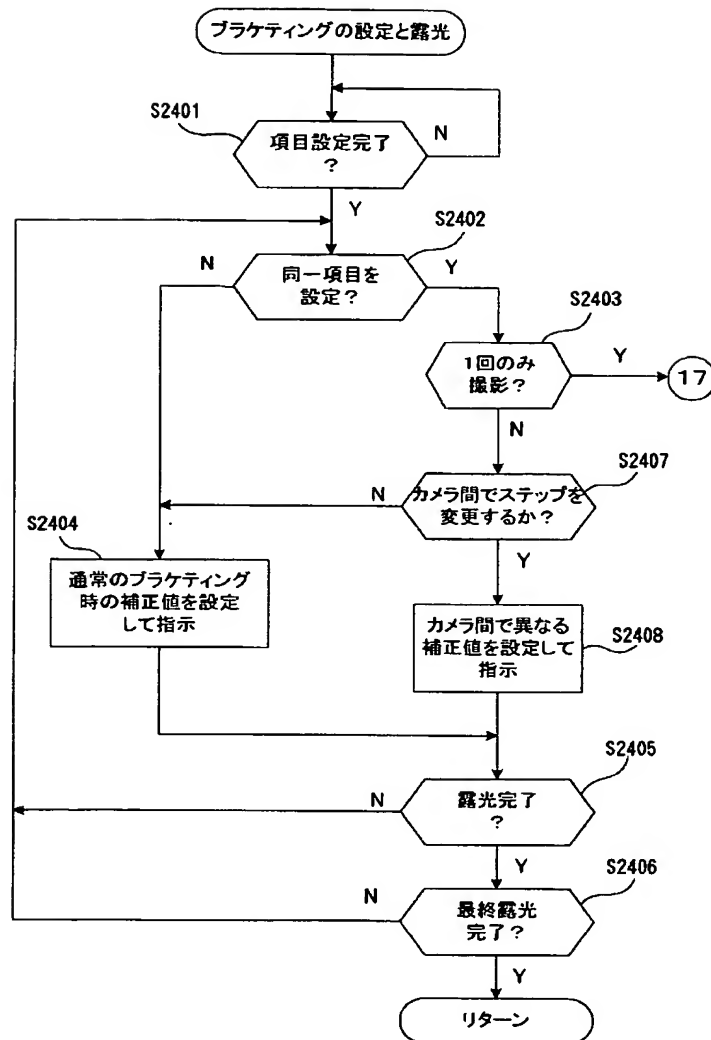 ブラケティングの設定と露光
S2401
項目設定完了
?
N
Y
S2402
N
同一項目を
設定?
Y
S2403
1回のみ
撮影?
Y
17
N
S2407
N
カメラ間でステップを
変更するか?
Y
S2404
通常のブラケティング
時の補正値を設定
して指示
カメラ間で異なる
補正値を設定して
指示
S2408
S2405
N
露光完了
?
Y
S2406
N
最終露光
完了?
Y
リターン